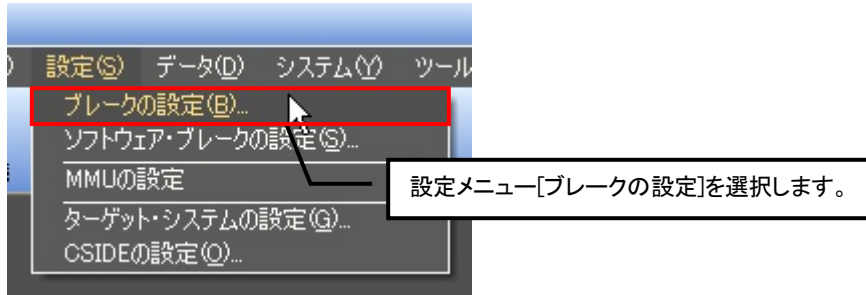 設定(S) データ(D) システム(Y) ツール
ブレークの設定(B)...
ソフトウェア・ブレークの設定(S)...
MMUの設定
設定メニュー[ブレークの設定]を選択します。
ターゲット・システムの設定(G)...
CSIDEの設定(O)...